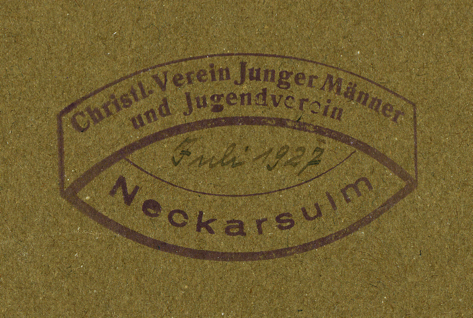 Christl. Verein Junger Männer
und Jugendverein
Juli 1927
Neckarsulm